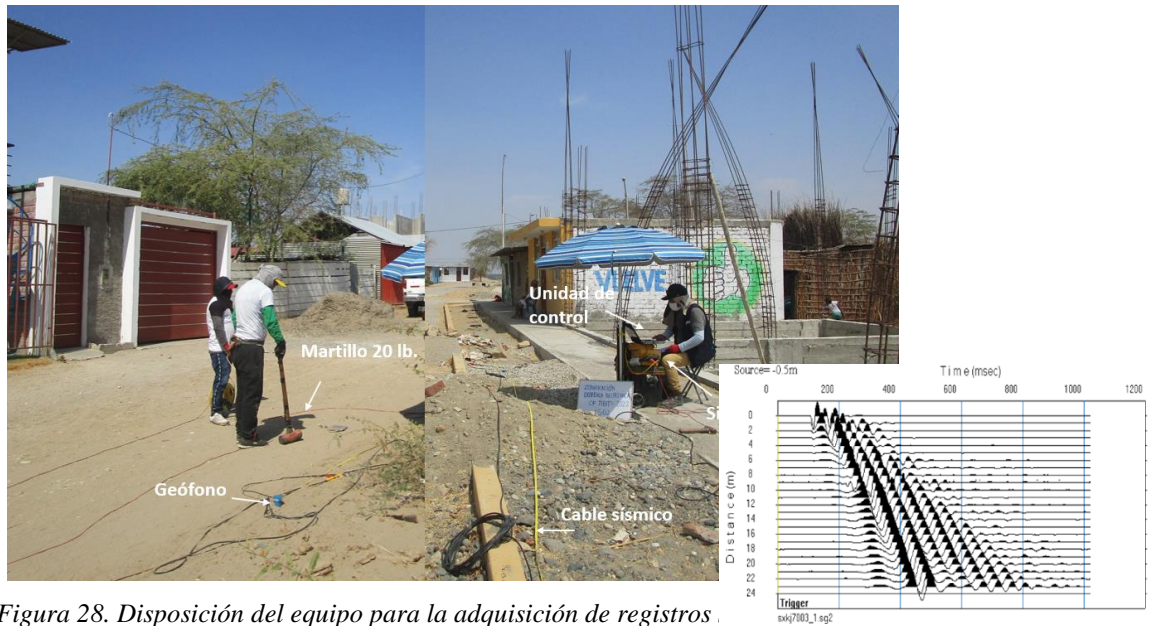 VUELVE
Unidad de
control
Martillo 20 lb.
Geófono
Cable sísmico
Source= -0.5m
Time (msec)
0 200 400 600 800 1000 1200
Distance (m)
0
2
4
6
8
10
12
14
16
18
20
22
24
Trigger
sxkj7003_1.sg2
Figura 28. Disposición del equipo para la adquisición de registros